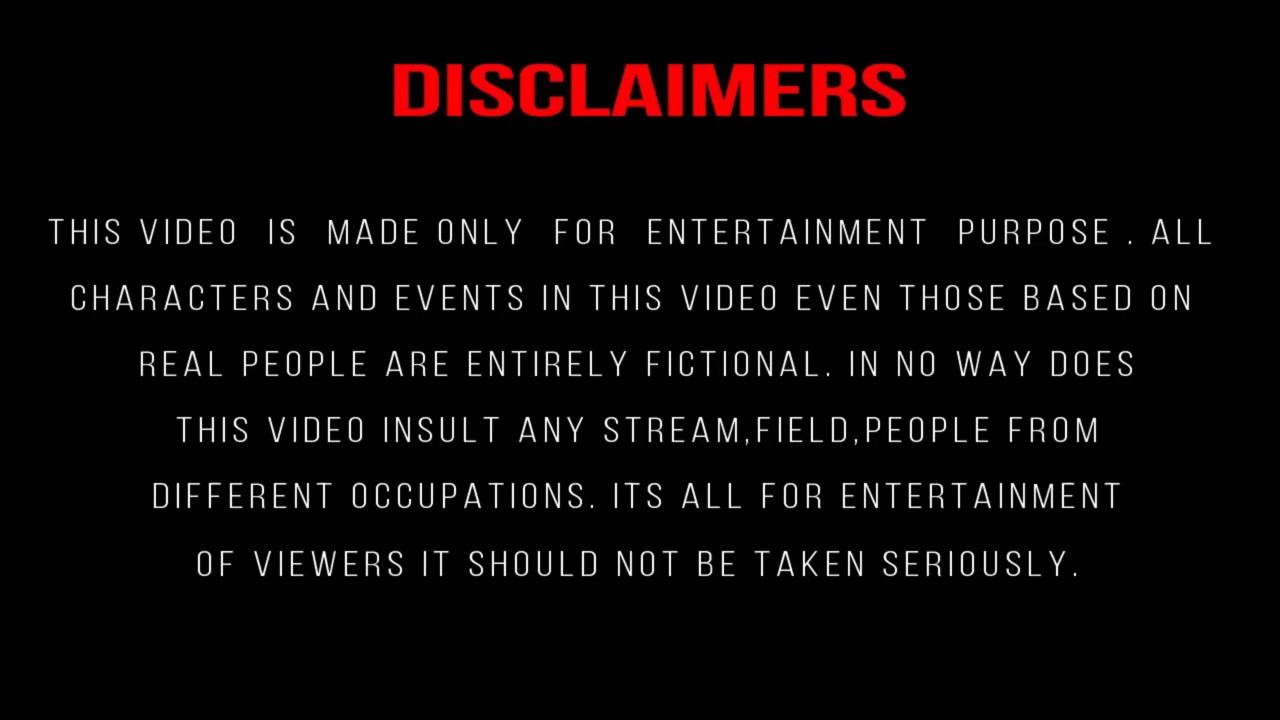 DISCLAIMERS
THIS VIDEO IS MADE ONLY FOR ENTERTAINMENT PURPOSE . ALL
CHARACTERS AND EVENTS IN THIS VIDEO EVEN THOSE BASED ON
REAL PEOPLE ARE ENTIRELY FICTIONAL. IN NO WAY DOES
THIS VIDEO INSULT ANY STREAM,FIELD,PEOPLE FROM
DIFFERENT OCCUPATIONS. ITS ALL FOR ENTERTAINMENT
OF VIEWERS IT SHOULD NOT BE TAKEN SERIOUSLY.